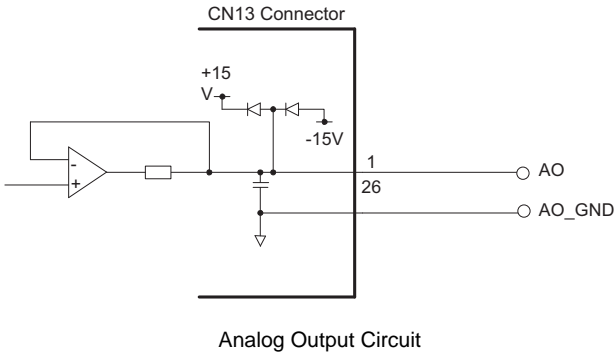 CN13 Connector
+15
V
-15V
-
+
1
26
AO
AO_GND
Analog Output Circuit